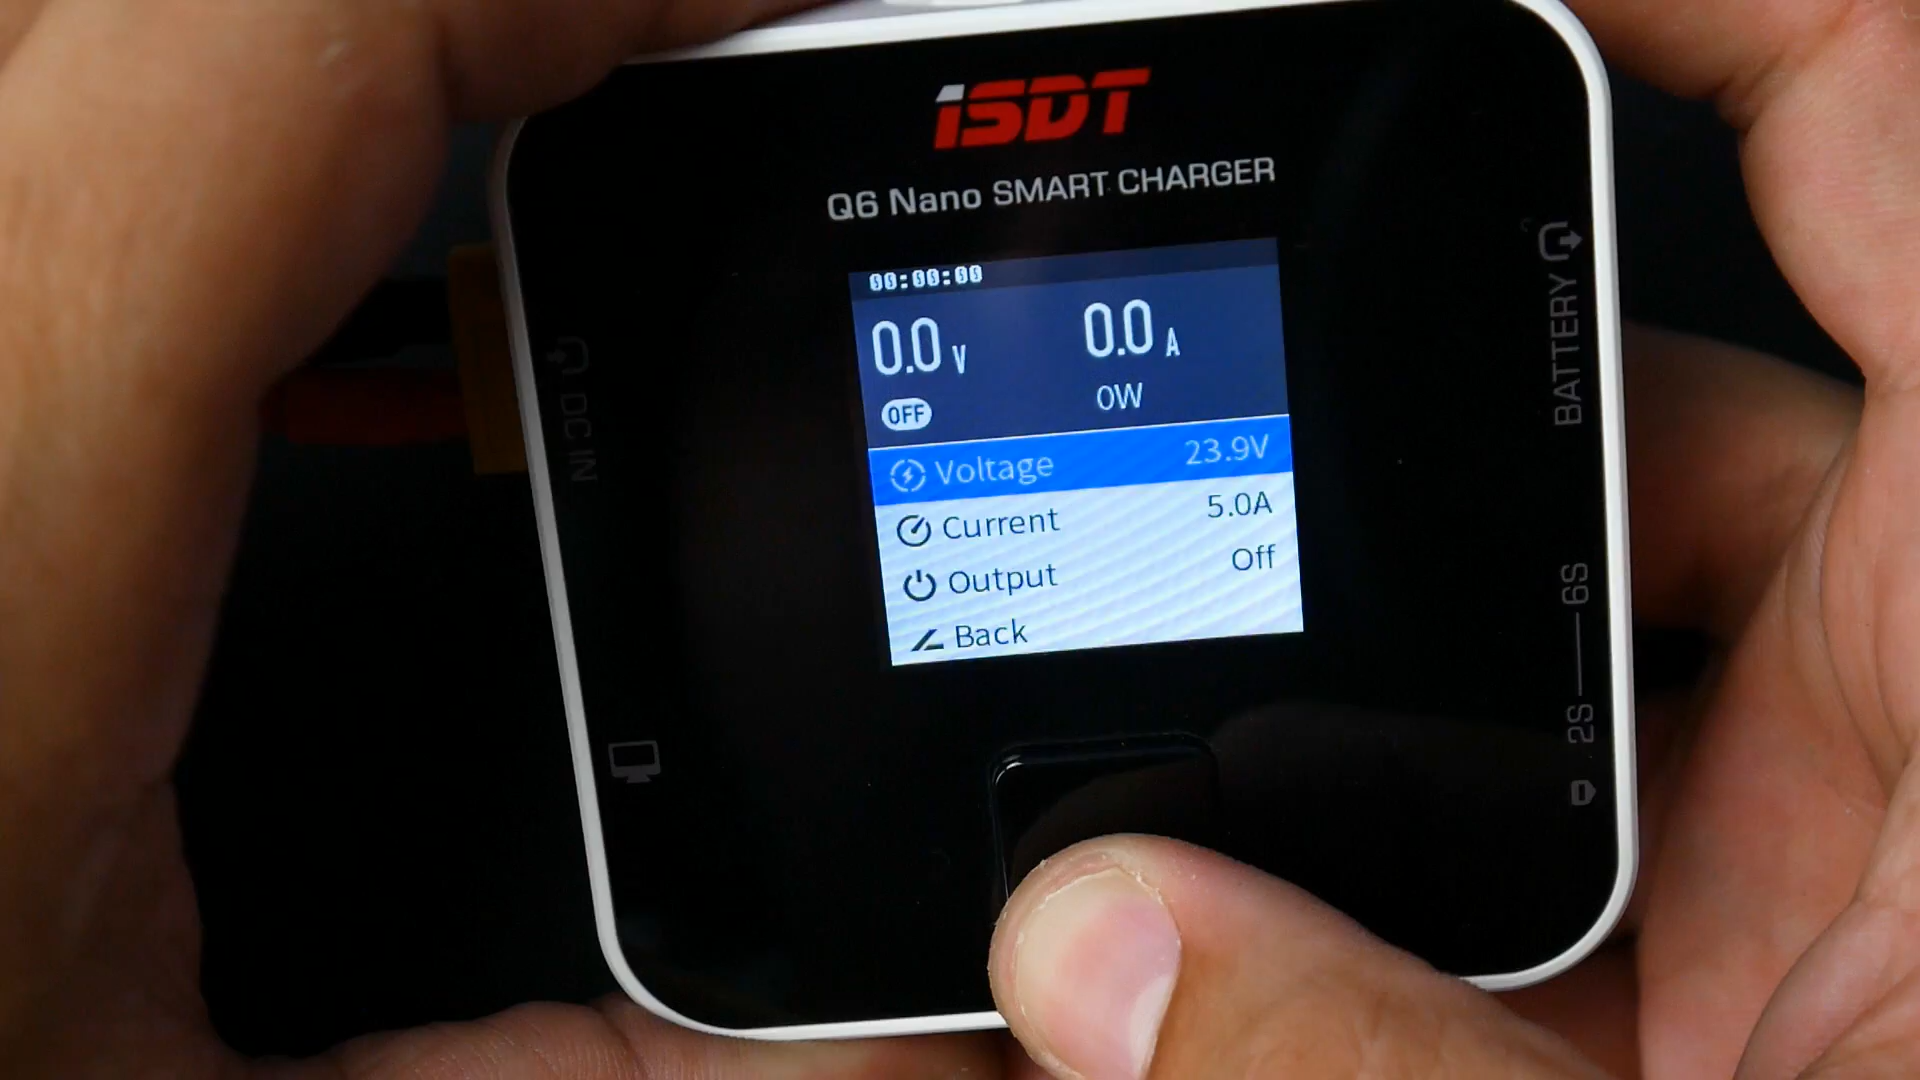 iSDT
Q6 Nano SMART CHARGER
00:00:00
0.0 V 0.0 A
OFF 0W
Voltage 23.9V
Current 5.0A
Output Off
Back
DC IN
BATTERY
2S 6S